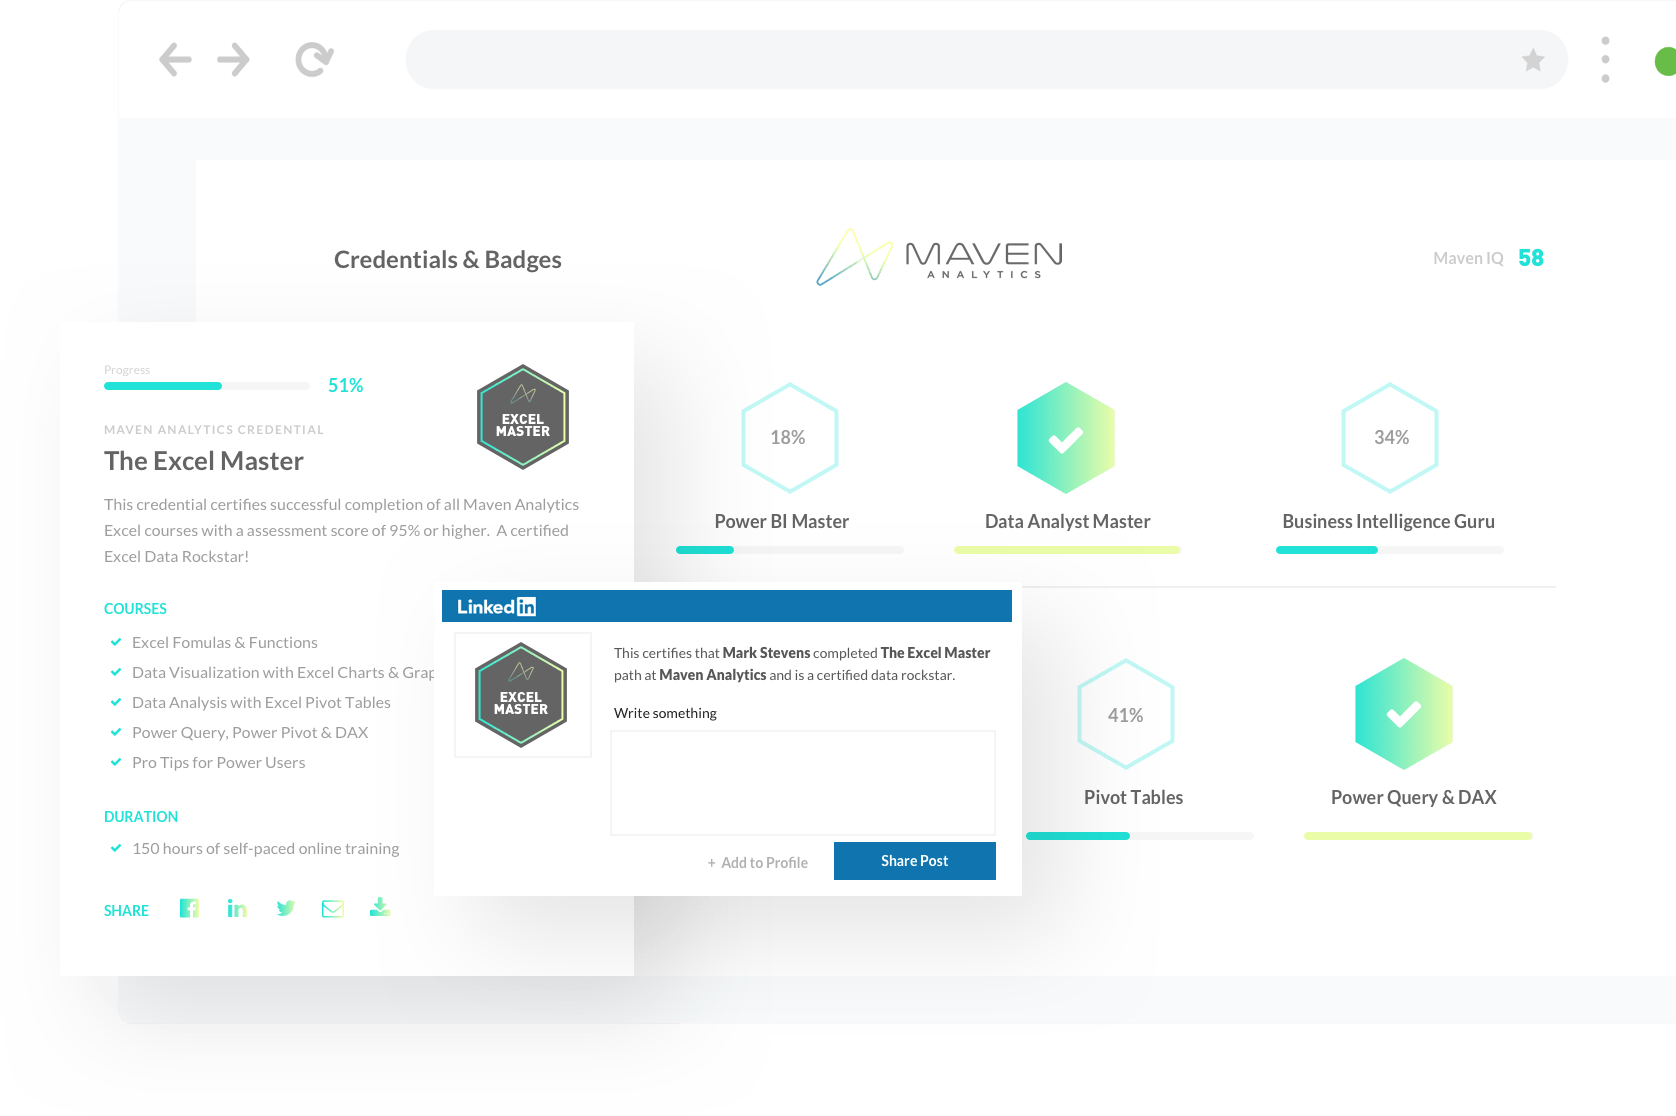 Credentials & Badges
MAVEN
ANALYTICS
Maven IQ 58
Progress
51%
EXCEL
MASTER
MAVEN ANALYTICS CREDENTIAL
The Excel Master
This credential certifies successful completion of all Maven Analytics
Excel courses with a assessment score of 95% or higher. A certified
Excel Data Rockstar!
COURSES
Excel Fomulas & Functions
Data Visualization with Excel Charts & Grap
Data Analysis with Excel Pivot Tables
Power Query, Power Pivot & DAX
Pro Tips for Power Users
DURATION
150 hours of self-paced online training
SHARE
18%
Power BI Master
Data Analyst Master
34%
Business Intelligence Guru
Linkedin
EXCEL
MASTER
This certifies that Mark Stevens completed The Excel Master
path at Maven Analytics and is a certified data rockstar.
Write something
+ Add to Profile
Share Post
41%
Pivot Tables
Power Query & DAX